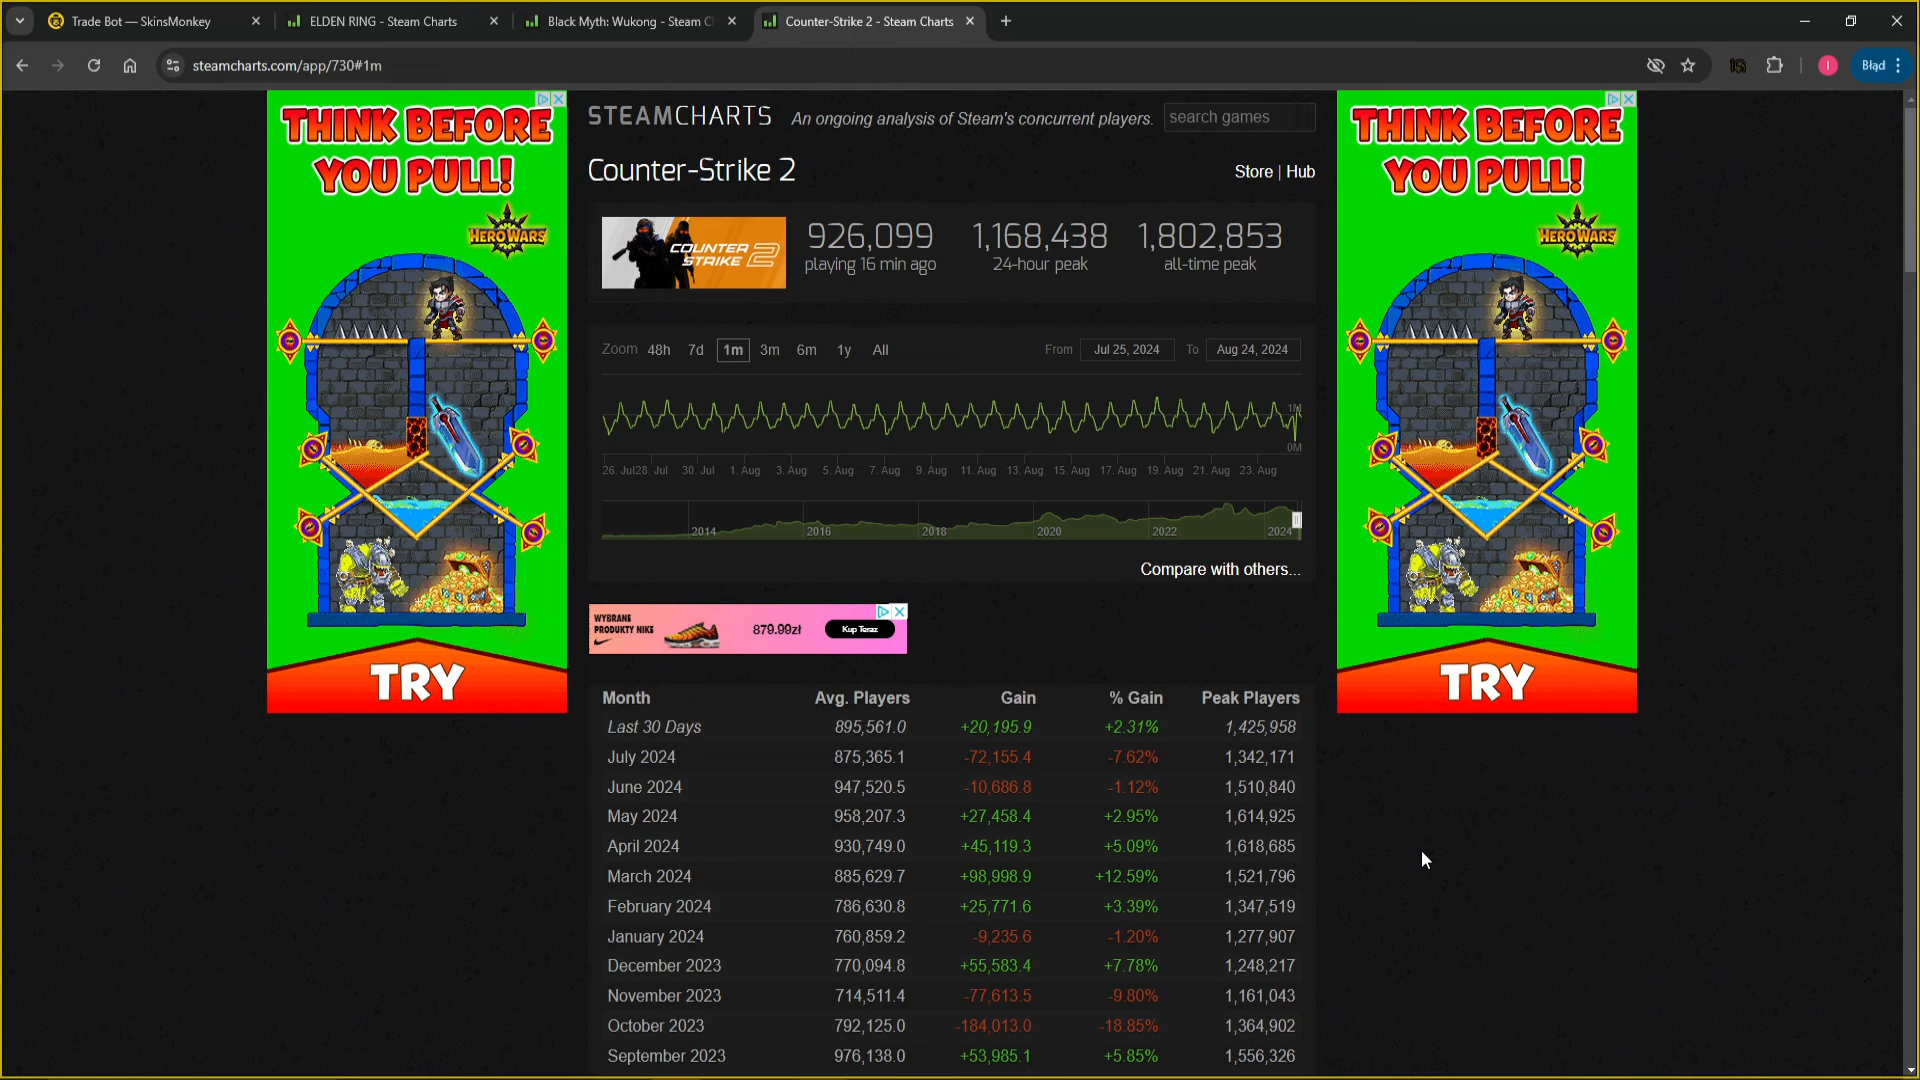 Trade Bot — SkinsMonkey
ELDEN RING - Steam Charts
Black Myth: Wukong - Steam C
Counter-Strike 2 - Steam Charts
steamcharts.com/app/730#1m
Błąd
THINK BEFORE
YOU PULL!
HEROWARS
TRY
STEAMCHARTS
An ongoing analysis of Steam's concurrent players.
search games
Counter-Strike 2
Store | Hub
COUNTER
STRIKE 2
926,099
playing 16 min ago
1,168,438
24-hour peak
1,802,853
all-time peak
Zoom 48h 7d 1m 3m 6m 1y All
From Jul 25, 2024 To Aug 24, 2024
1M
0M
26. Jul 28. Jul 30. Jul 1. Aug 3. Aug 5. Aug 7. Aug 9. Aug 11. Aug 13. Aug 15. Aug 17. Aug 19. Aug 21. Aug 23. Aug
2014 2016 2018 2020 2022 2024
Compare with others...
WYBRANE
PRODUKTY NIKE
879.99zł
Kup Teraz
Month Avg. Players Gain % Gain Peak Players
Last 30 Days 895,561.0 +20,195.9 +2.31% 1,425,958
July 2024 875,365.1 -72,155.4 -7.62% 1,342,171
June 2024 947,520.5 -10,686.8 -1.12% 1,510,840
May 2024 958,207.3 +27,458.4 +2.95% 1,614,925
April 2024 930,749.0 +45,119.3 +5.09% 1,618,685
March 2024 885,629.7 +98,998.9 +12.59% 1,521,796
February 2024 786,630.8 +25,771.6 +3.39% 1,347,519
January 2024 760,859.2 -9,235.6 -1.20% 1,277,907
December 2023 770,094.8 +55,583.4 +7.78% 1,248,217
November 2023 714,511.4 -77,613.5 -9.80% 1,161,043
October 2023 792,125.0 -184,013.0 -18.85% 1,364,902
September 2023 976,138.0 +53,985.1 +5.85% 1,556,326
THINK BEFORE
YOU PULL!
HEROWARS
TRY